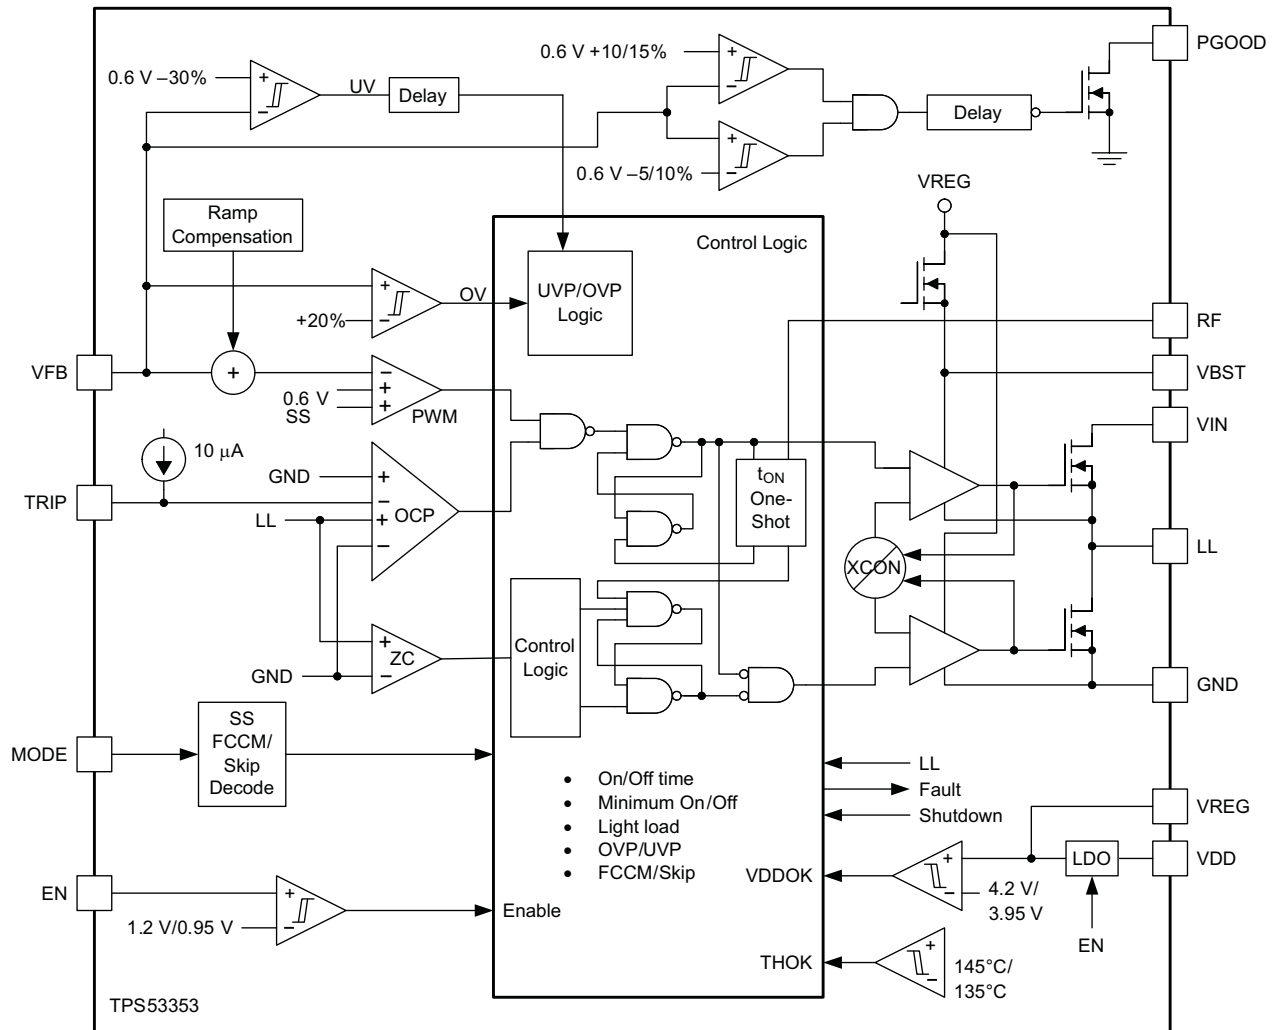 PGOOD
0.6 V +10/15%
0.6 V –30%
+
–
UV
Delay
+
–
Delay
+
–
0.6 V –5/10%
VREG
Ramp
Compensation
Control Logic
UVP/OVP
Logic
+
–
OV
+20%
RF
VFB
+
–
+
+
0.6 V
SS
PWM
VBST
VIN
10 μA
TRIP
GND
LL
+
–
+
–
OCP
tON
One-
Shot
XCON
LL
Control
Logic
+
–
ZC
GND
GND
MODE
SS
FCCM/
Skip
Decode
• On/Off time
• Minimum On/Off
• Light load
• OVP/UVP
• FCCM/Skip
LL
Fault
Shutdown
VREG
LDO
VDD
VDDOK
+
–
4.2 V/
3.95 V
EN
EN
1.2 V/0.95 V
+
–
Enable
THOK
+
–
145°C/
135°C
TPS53353